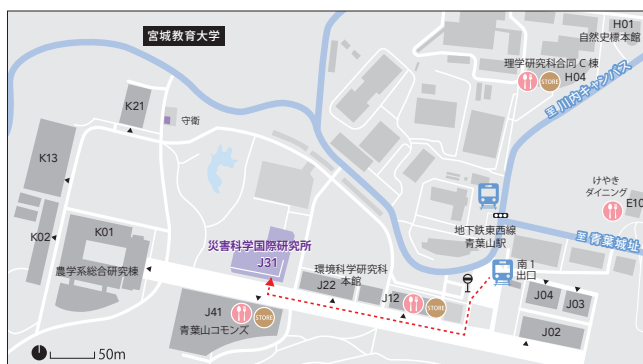 宮城教育大学
H01
自然史標本館
理学研究科合同C棟
STORE
H04
至 川内キャンパス
K21
守衛
K13
けやき
ダイニング
E10
K02
K01
農学系総合研究棟
災害科学国際研究所
J31
地下鉄東西線
青葉山駅
至 青葉城址
南1
出口
環境科学研究科
本館
J22
J12
STORE
J04
J03
J02
J41
STORE
青葉山コモンズ
50m